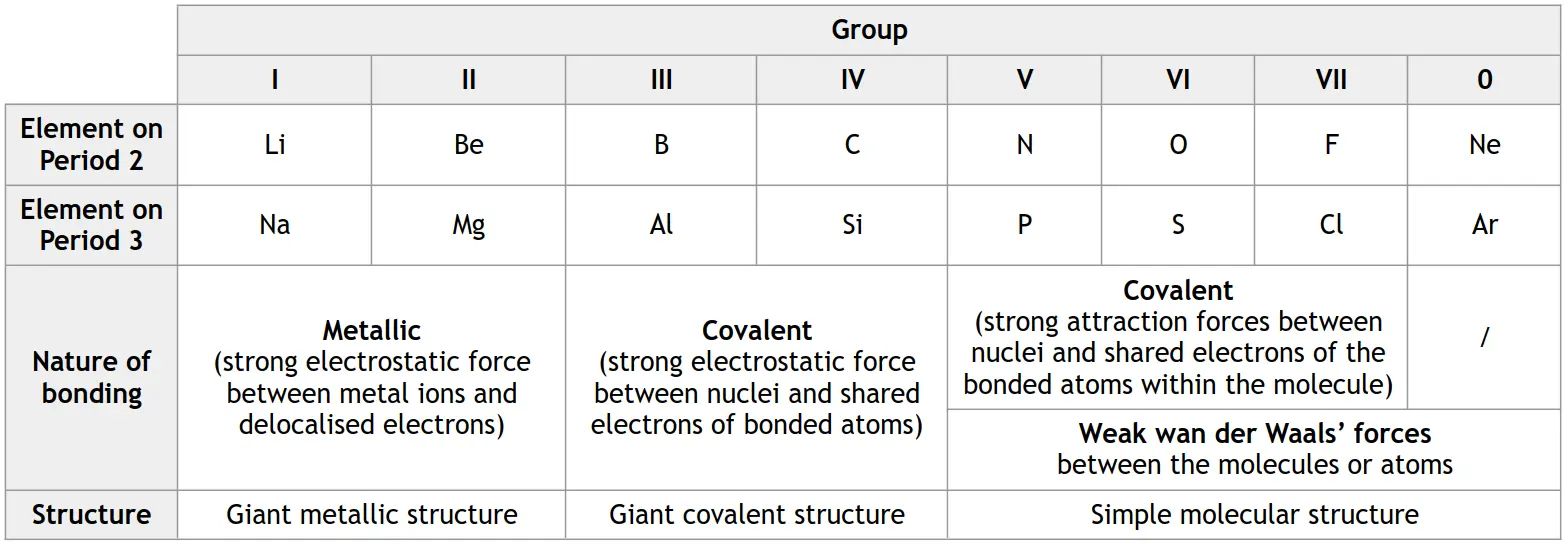 Group
I II III IV V VI VII 0
Element on
Period 2
Li Be B C N O F Ne
Element on
Period 3
Na Mg Al Si P S Cl Ar
Nature of
bonding
Metallic
(strong electrostatic force
between metal ions and
delocalised electrons)
Covalent
(strong electrostatic force
between nuclei and shared
electrons of bonded atoms)
Covalent
(strong attraction forces between
nuclei and shared electrons of the
bonded atoms within the molecule)
/
Weak wan der Waals’ forces
between the molecules or atoms
Structure
Giant metallic structure
Giant covalent structure
Simple molecular structure